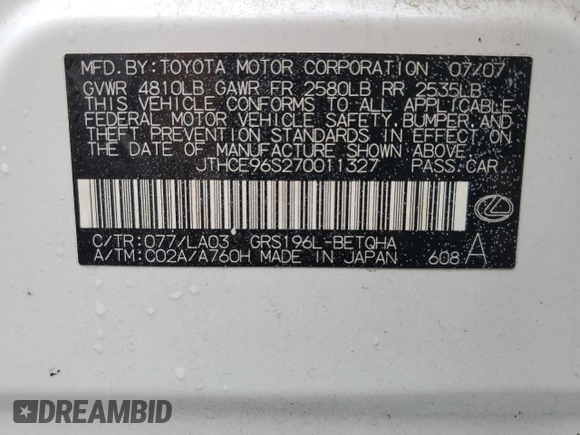 MFD. BY: TOYOTA MOTOR CORPORATION 07/07
GVWR 4810LB GAWR FR 2580LB RR 2535LB
THIS VEHICLE CONFORMS TO ALL APPLICABLE
FEDERAL MOTOR VEHICLE SAFETY, BUMPER, AND
THEFT PREVENTION STANDARDS IN EFFECT ON
THE DATE OF MANUFACTURE SHOWN ABOVE.
JTHCE96S270011327 PASS. CAR
C/TR: 077/LA03 GRS196L-BETQHA
A/TM: C02A/A760H MADE IN JAPAN 608 A
DREAMBID